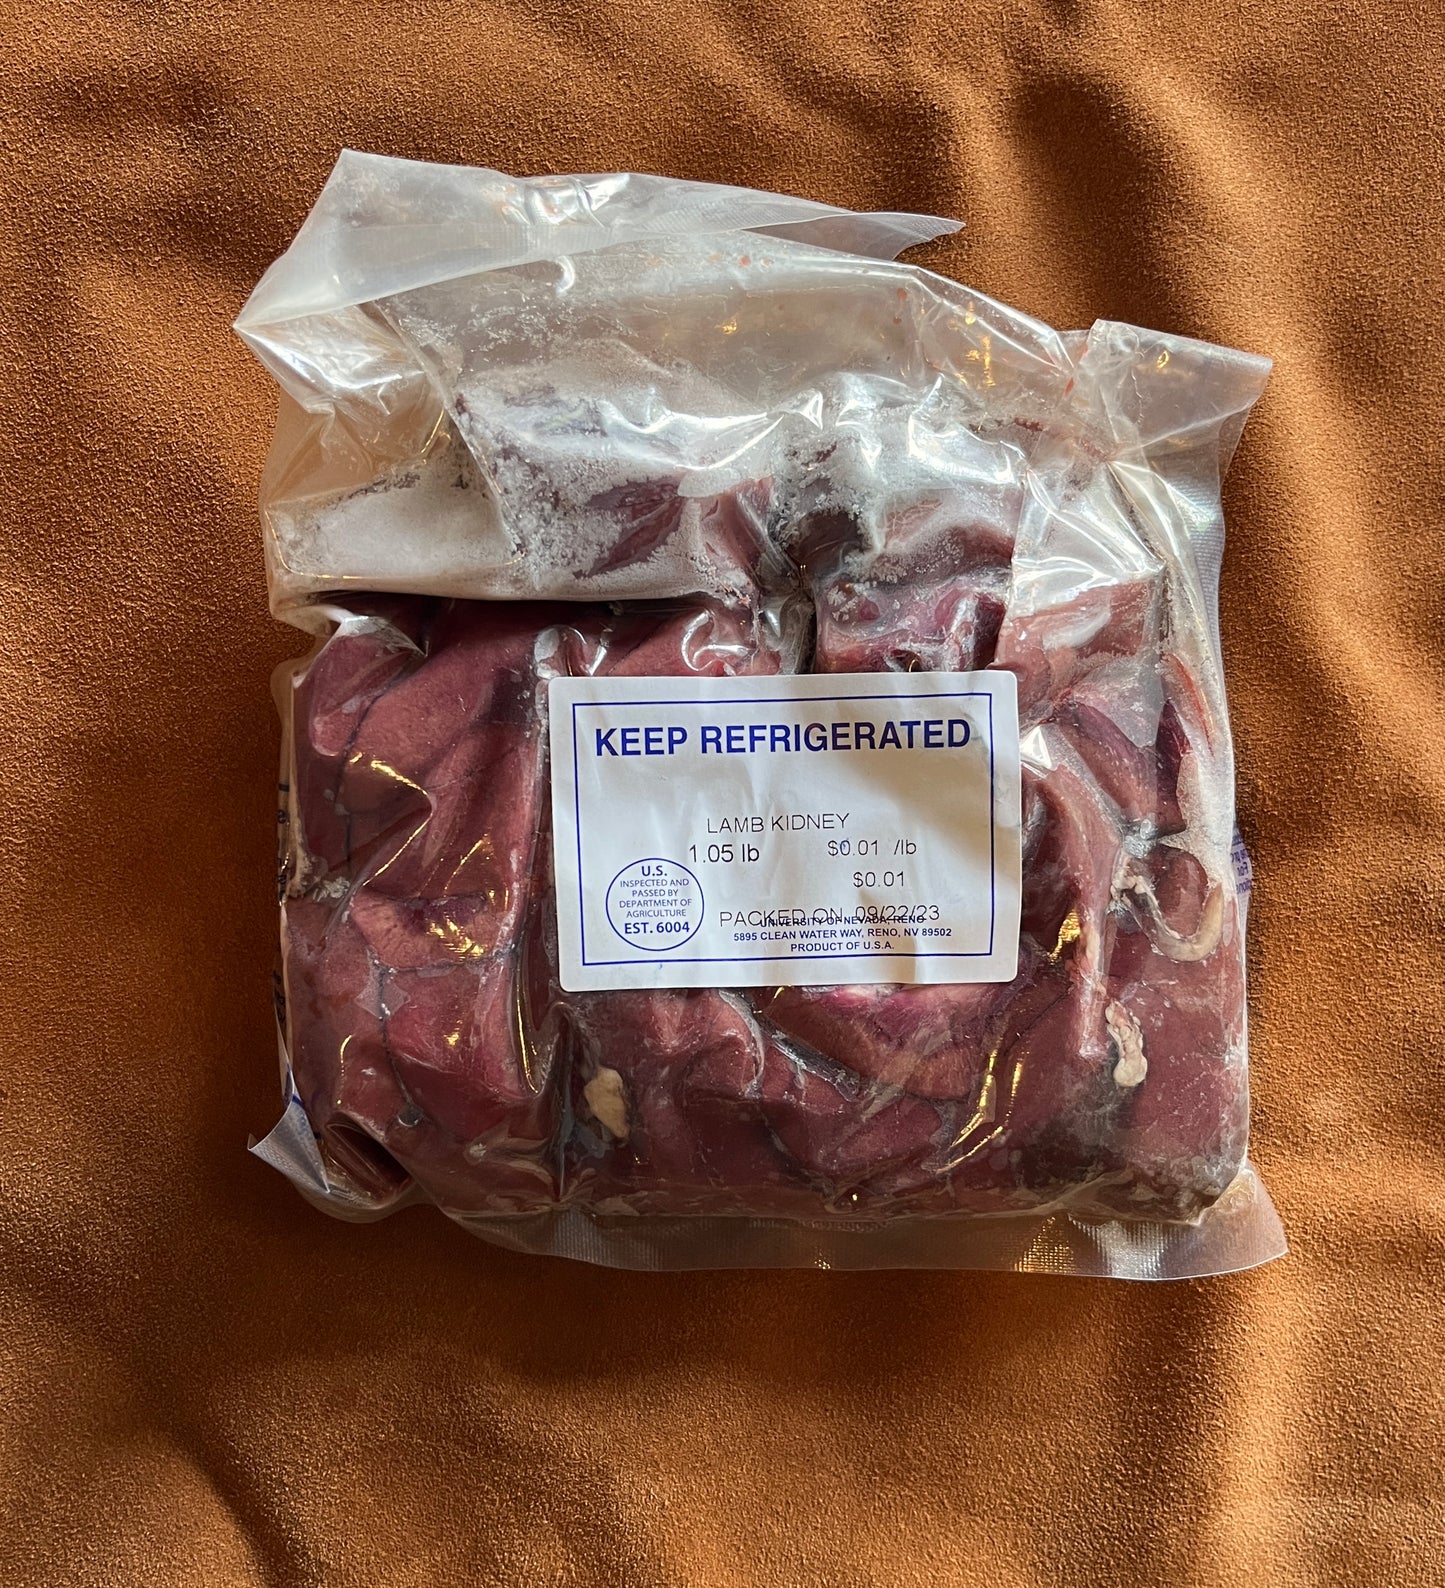 KEEP REFRIGERATED
LAMB KIDNEY
1.05 lb $0.01 /lb
$0.01
U.S.
INSPECTED AND
PASSED BY
DEPARTMENT OF
AGRICULTURE
EST. 6004
PACKED ON 09/22/23
UNIVERSITY OF NEVADA, RENO
5895 CLEAN WATER WAY, RENO, NV 89502
PRODUCT OF U.S.A.